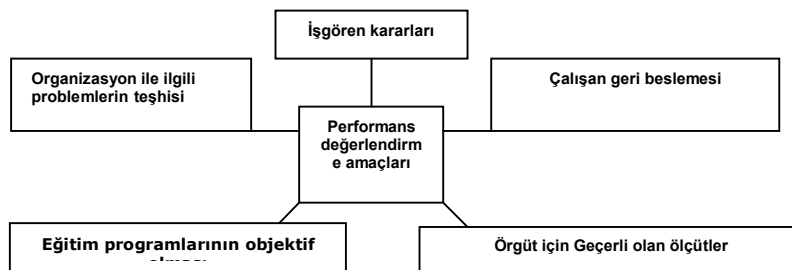 İşgören kararları
Organizasyon ile ilgili
problemlerin teşhisi
Çalışan geri beslemesi
Performans
değerlendirm
e amaçları
Eğitim programlarının objektif
Örgüt için Geçerli olan ölçütler